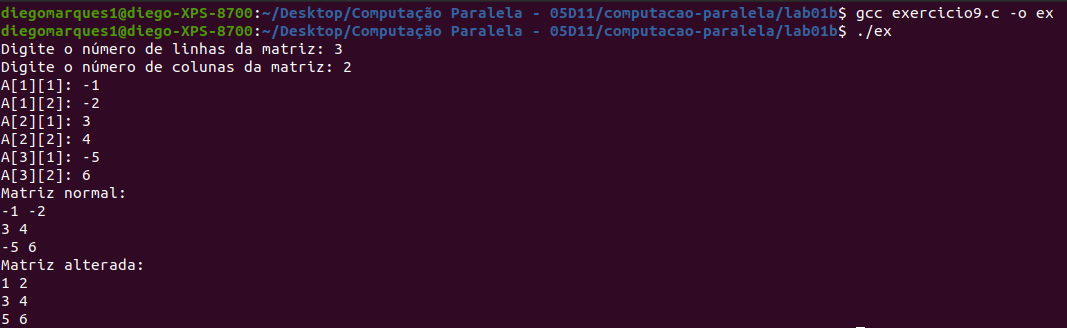 diegomarques1@diego-XPS-8700:~/Desktop/Computação Paralela - 05D11/computacao-paralela/lab01b$ gcc exercicio9.c -o ex
diegomarques1@diego-XPS-8700:~/Desktop/Computação Paralela - 05D11/computacao-paralela/lab01b$ ./ex
Digite o número de linhas da matriz: 3
Digite o número de colunas da matriz: 2
A[1][1]: -1
A[1][2]: -2
A[2][1]: 3
A[2][2]: 4
A[3][1]: -5
A[3][2]: 6
Matriz normal:
-1 -2
3 4
-5 6
Matriz alterada:
1 2
3 4
5 6